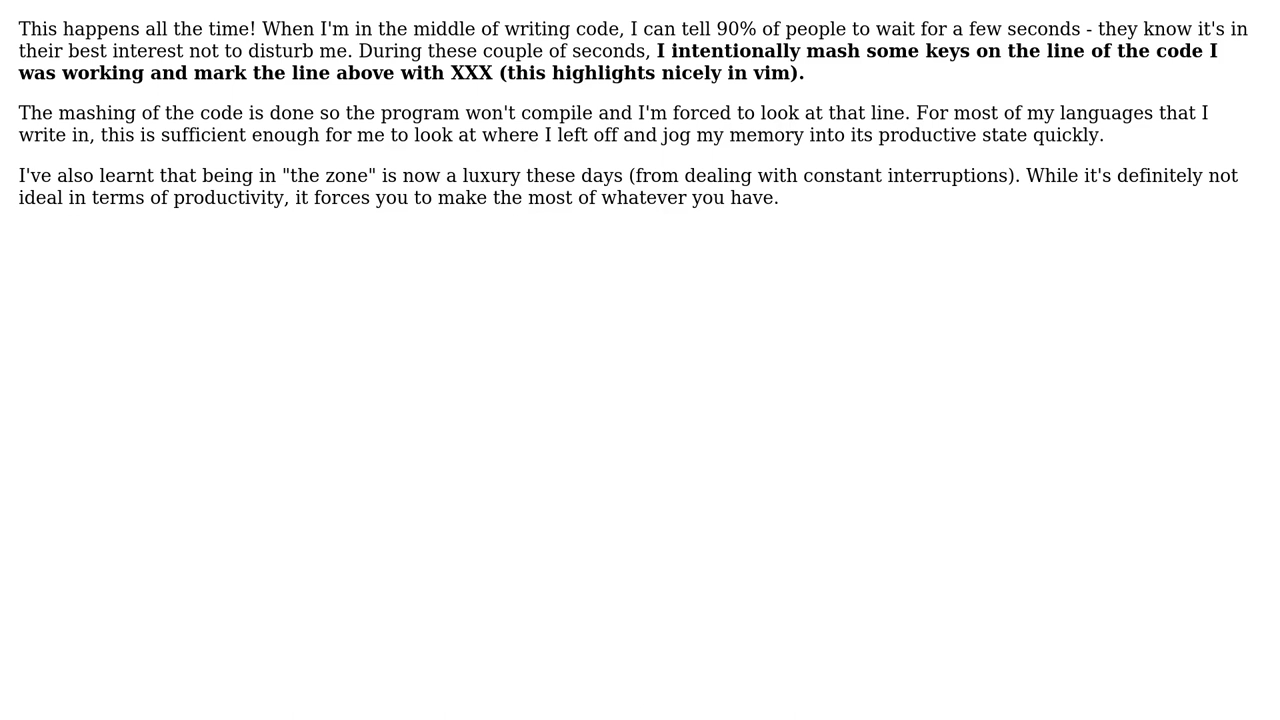 This happens all the time! When I'm in the middle of writing code, I can tell 90% of people to wait for a few seconds - they know it's in
their best interest not to disturb me. During these couple of seconds, I intentionally mash some keys on the line of the code I
was working and mark the line above with XXX (this highlights nicely in vim).
The mashing of the code is done so the program won't compile and I'm forced to look at that line. For most of my languages that I
write in, this is sufficient enough for me to look at where I left off and jog my memory into its productive state quickly.
I've also learnt that being in "the zone" is now a luxury these days (from dealing with constant interruptions). While it's definitely not
ideal in terms of productivity, it forces you to make the most of whatever you have.